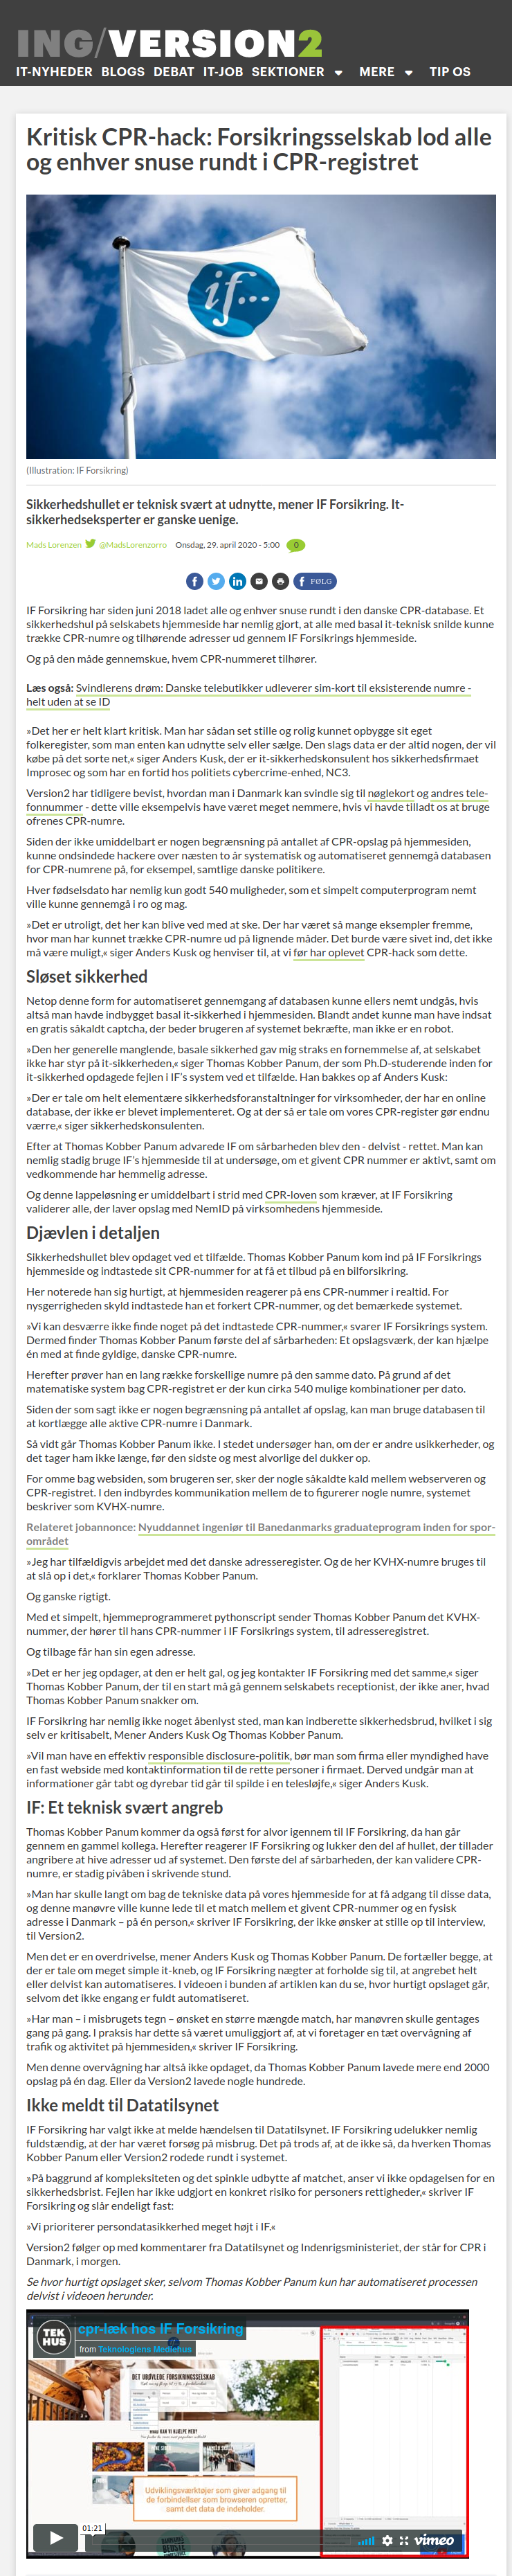 ING/VERSION2
IT-NYHEDER BLOGS DEBAT IT-JOB SEKTIONER MERE TIP OS
Kritisk CPR-hack: Forsikringsselskab lod alle
og enhver snuse rundt i CPR-registret
if...
(Illustration: IF Forsikring)
Sikkerhedshullet er teknisk svært at udnytte, mener IF Forsikring. It-
sikkerhedseksperter er ganske uenige.
Mads Lorenzen @MadsLorenzorro Onsdag, 29. april 2020 - 5:00 0
FØLG
IF Forsikring har siden juni 2018 ladet alle og enhver snuse rundt i den danske CPR-database. Et
sikkerhedshul på selskabets hjemmeside har nemlig gjort, at alle med basal it-teknisk snilde kunne
trække CPR-numre og tilhørende adresser ud gennem IF Forsikrings hjemmeside.
Og på den måde gennemskue, hvem CPR-nummeret tilhører.
Læs også: Svindlerens drøm: Danske telebutikker udleverer sim-kort til eksisterende numre -
helt uden at se ID
»Det her er helt klart kritisk. Man har sådan set stille og rolig kunnet opbygge sit eget
folkeregister, som man enten kan udnytte selv eller sælge. Den slags data er der altid nogen, der vil
købe på det sorte net,« siger Anders Kusk, der er it-sikkerhedskonsulent hos sikkerhedsfirmaet
Improsec og som har en fortid hos politiets cybercrime-enhed, NC3.
Version2 har tidligere bevist, hvordan man i Danmark kan svindle sig til nøglekort og andres tele-
fonnummer - dette ville eksempelvis have været meget nemmere, hvis vi havde tilladt os at bruge
ofrenes CPR-numre.
Siden der ikke umiddelbart er nogen begrænsning på antallet af CPR-opslag på hjemmesiden,
kunne ondsindede hackere over næsten to år systematisk og automatiseret gennemgå databasen
for CPR-numrene på, for eksempel, samtlige danske politikere.
Hver fødselsdato har nemlig kun godt 540 muligheder, som et simpelt computerprogram nemt
ville kunne gennemgå i ro og mag.
»Det er utroligt, det her kan blive ved med at ske. Der har været så mange eksempler fremme,
hvor man har kunnet trække CPR-numre ud på lignende måder. Det burde være sivet ind, det ikke
må være muligt,« siger Anders Kusk og henviser til, at vi før har oplevet CPR-hack som dette.
Sløset sikkerhed
Netop denne form for automatiseret gennemgang af databasen kunne ellers nemt undgås, hvis
altså man havde indbygget basal it-sikkerhed i hjemmesiden. Blandt andet kunne man have indsat
en gratis såkaldt captcha, der beder brugeren af systemet bekræfte, man ikke er en robot.
»Den her generelle manglende, basale sikkerhed gav mig straks en fornemmelse af, at selskabet
ikke har styr på it-sikkerheden,« siger Thomas Kobber Panum, der som Ph.D-studerende inden for
it-sikkerhed opdagede fejlen i IF's system ved et tilfælde. Han bakkes op af Anders Kusk:
»Der er tale om helt elementære sikkerhedsforanstaltninger for virksomheder, der har en online
database, der ikke er blevet implementeret. Og at der så er tale om vores CPR-register gør endnu
værre,« siger sikkerhedskonsulenten.
Efter at Thomas Kobber Panum advarede IF om sårbarheden blev den - delvist - rettet. Man kan
nemlig stadig bruge IF's hjemmeside til at undersøge, om et givent CPR nummer er aktivt, samt om
vedkommende har hemmelig adresse.
Og denne lappeløsning er umiddelbart i strid med CPR-loven som kræver, at IF Forsikring
validerer alle, der laver opslag med NemID på virksomhedens hjemmeside.
Djævlen i detaljen
Sikkerhedshullet blev opdaget ved et tilfælde. Thomas Kobber Panum kom ind på IF Forsikrings
hjemmeside og indtastede sit CPR-nummer for at få et tilbud på en bilforsikring.
Her noterede han sig hurtigt, at hjemmesiden reagerer på ens CPR-nummer i realtid. For
nysgerrigheden skyld indtastede han et forkert CPR-nummer, og det bemærkede systemet.
»Vi kan desværre ikke finde noget på det indtastede CPR-nummer,« svarer IF Forsikrings system.
Dermed finder Thomas Kobber Panum første del af sårbarheden: Et opslagsværk, der kan hjælpe
én med at finde gyldige, danske CPR-numre.
Herefter prøver han en lang række forskellige numre på den samme dato. På grund af det
matematiske system bag CPR-registret er der kun cirka 540 mulige kombinationer per dato.
Siden der som sagt ikke er nogen begrænsning på antallet af opslag, kan man bruge databasen til
at kortlægge alle aktive CPR-numre i Danmark.
Så vidt går Thomas Kobber Panum ikke. I stedet undersøger han, om der er andre usikkerheder, og
det tager ham ikke længe, før den sidste og mest alvorlige del dukker op.
For omme bag websiden, som brugeren ser, sker der nogle såkaldte kald mellem webserveren og
CPR-registret. I den indbyrdes kommunikation mellem de to figurerer nogle numre, systemet
beskriver som KVHX-numre.
Relateret jobannonce: Nyuddannet ingeniør til Banedanmarks graduateprogram inden for spor-
området
»Jeg har tilfældigvis arbejdet med det danske adresseregister. Og de her KVHX-numre bruges til
at slå op i det,« forklarer Thomas Kobber Panum.
Og ganske rigtigt.
Med et simpelt, hjemmeprogrammeret pythonscript sender Thomas Kobber Panum det KVHX-
nummer, der hører til hans CPR-nummer i IF Forsikrings system, til adresseregistret.
Og tilbage får han sin egen adresse.
»Det er her jeg opdager, at den er helt gal, og jeg kontakter IF Forsikring med det samme,« siger
Thomas Kobber Panum, der til en start må gå gennem selskabets receptionist, der ikke aner, hvad
Thomas Kobber Panum snakker om.
IF Forsikring har nemlig ikke noget åbenlyst sted, man kan indberette sikkerhedsbrud, hvilket i sig
selv er kritisabelt, Mener Anders Kusk Og Thomas Kobber Panum.
»Vil man have en effektiv responsible disclosure-politik, bør man som firma eller myndighed have
en fast webside med kontaktinformation til de rette personer i firmaet. Derved undgår man at
informationer går tabt og dyrebar tid går til spilde i en telesløjfe,« siger Anders Kusk.
IF: Et teknisk svært angreb
Thomas Kobber Panum kommer da også først for alvor igennem til IF Forsikring, da han går
gennem en gammel kollega. Herefter reagerer IF Forsikring og lukker den del af hullet, der tillader
angribere at hive adresser ud af systemet. Den første del af sårbarheden, der kan validere CPR-
numre, er stadig pivåben i skrivende stund.
»Man har skulle langt om bag de tekniske data på vores hjemmeside for at få adgang til disse data,
og denne manøvre ville kunne lede til et match mellem et givent CPR-nummer og en fysisk
adresse i Danmark – på én person,« skriver IF Forsikring, der ikke ønsker at stille op til interview,
til Version2.
Men det er en overdrivelse, mener Anders Kusk og Thomas Kobber Panum. De fortæller begge, at
der er tale om meget simple it-kneb, og IF Forsikring nægter at forholde sig til, at angrebet helt
eller delvist kan automatiseres. I videoen i bunden af artiklen kan du se, hvor hurtigt opslaget går,
selvom det ikke engang er fuldt automatiseret.
»Har man – i misbrugets tegn – ønsket en større mængde match, har manøvren skulle gentages
gang på gang. I praksis har dette så været umuliggjort af, at vi foretager en tæt overvågning af
trafik og aktivitet på hjemmesiden,« skriver IF Forsikring.
Men denne overvågning har altså ikke opdaget, da Thomas Kobber Panum lavede mere end 2000
opslag på én dag. Eller da Version2 lavede nogle hundrede.
Ikke meldt til Datatilsynet
IF Forsikring har valgt ikke at melde hændelsen til Datatilsynet. IF Forsikring udelukker nemlig
fuldstændig, at der har været forsøg på misbrug. Det på trods af, at de ikke så, da hverken Thomas
Kobber Panum eller Version2 rodede rundt i systemet.
»På baggrund af kompleksiteten og det spinkle udbytte af matchet, anser vi ikke opdagelsen for en
sikkerhedsbrist. Fejlen har ikke udgjort en konkret risiko for personers rettigheder,« skriver IF
Forsikring og slår endeligt fast:
»Vi prioriterer persondatasikkerhed meget højt i IF.«
Version2 følger op med kommentarer fra Datatilsynet og Indenrigsministeriet, der står for CPR i
Danmark, i morgen.
Se hvor hurtigt opslaget sker, selvom Thomas Kobber Panum kun har automatiseret processen
delvist i videoen herunder.
TEK
HUS
cpr-læk hos IF Forsikring
from Teknologiens Mediehus
DET URØVLEDE FORSIKRINGSSELSKAB
HVAD KAN VI HJÆLPE MED?
Udviklingsværktøjer som giver adgang til
de forbindelser som browseren opretter,
samt det data de indeholder.
01:21
vimeo